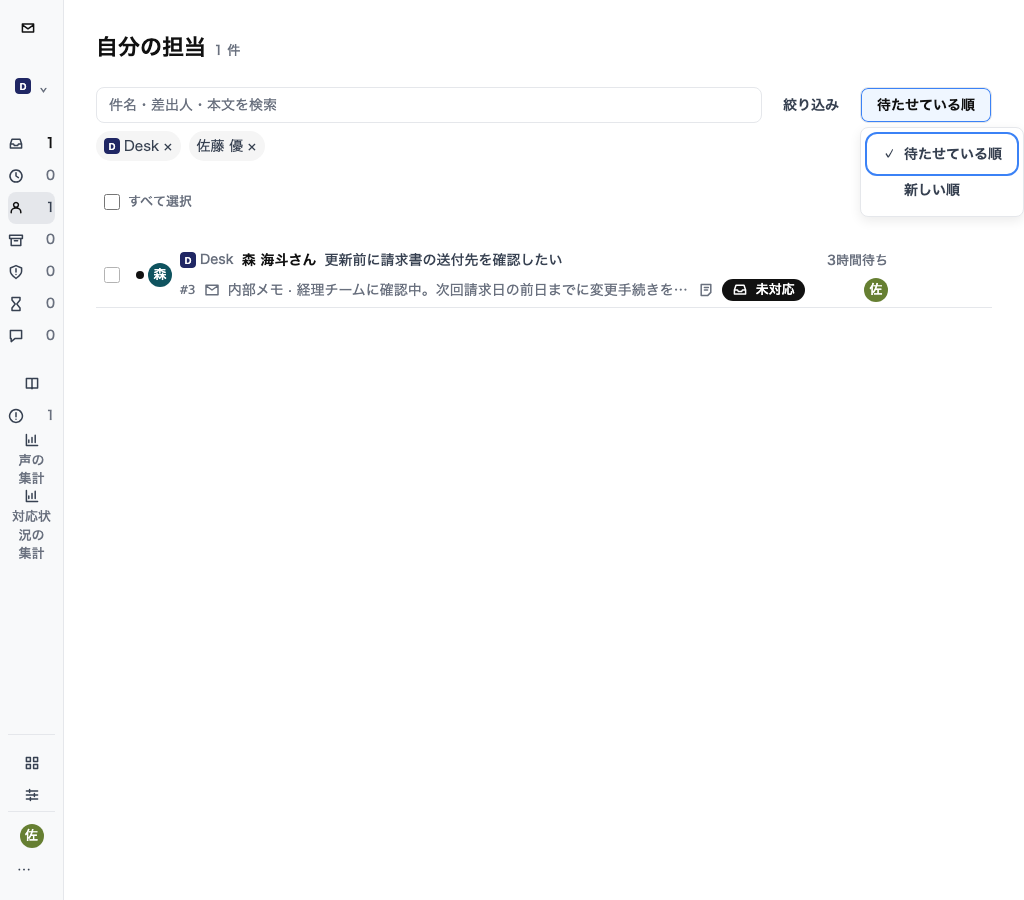 自分の担当 1 件
D
件名・差出人・本文を検索
絞り込み
待たせている順
D Desk ×
佐藤 優 ×
✓ 待たせている順
新しい順
すべて選択
1
0
1
0
0
0
0
1
声の
集計
対応状
況の
集計
D Desk 森 海斗さん 更新前に請求書の送付先を確認したい 3時間待ち
森
#3 内部メモ · 経理チームに確認中。次回請求日の前日までに変更手続きを… 未対応 佐
佐
…